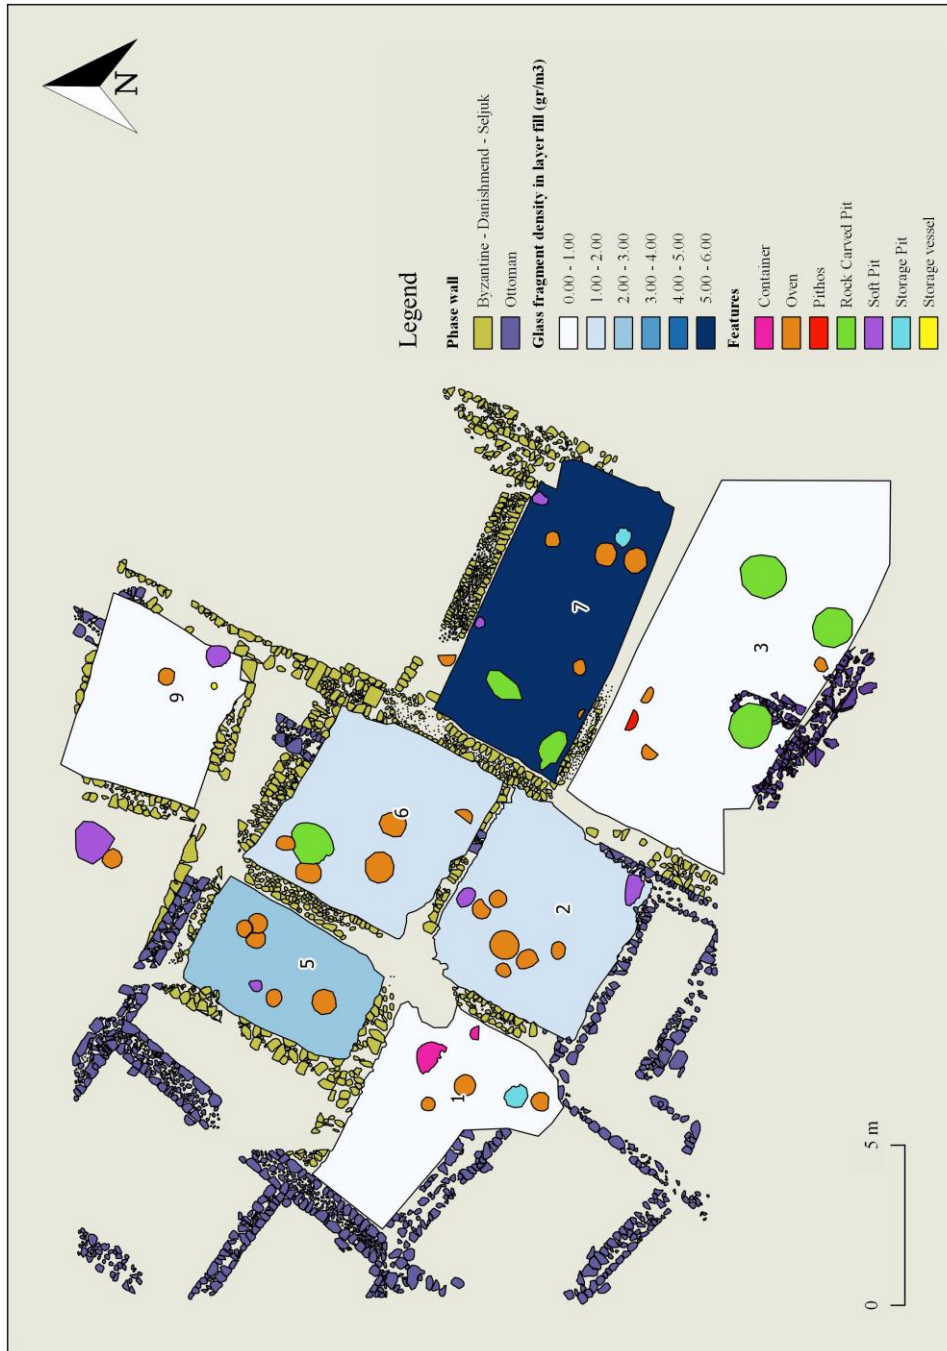 N
Legend
Phase wall
Byzantine - Danishmend - Seljuk
Ottoman
Glass fragment density in layer fill (gr/m3)
0.00 - 1.00
1.00 - 2.00
2.00 - 3.00
3.00 - 4.00
4.00 - 5.00
5.00 - 6.00
Features
Container
Oven
Pithos
Rock Carved Pit
Soft Pit
Storage Pit
Storage vessel
9
5
6
7
1
2
3
0 5 m